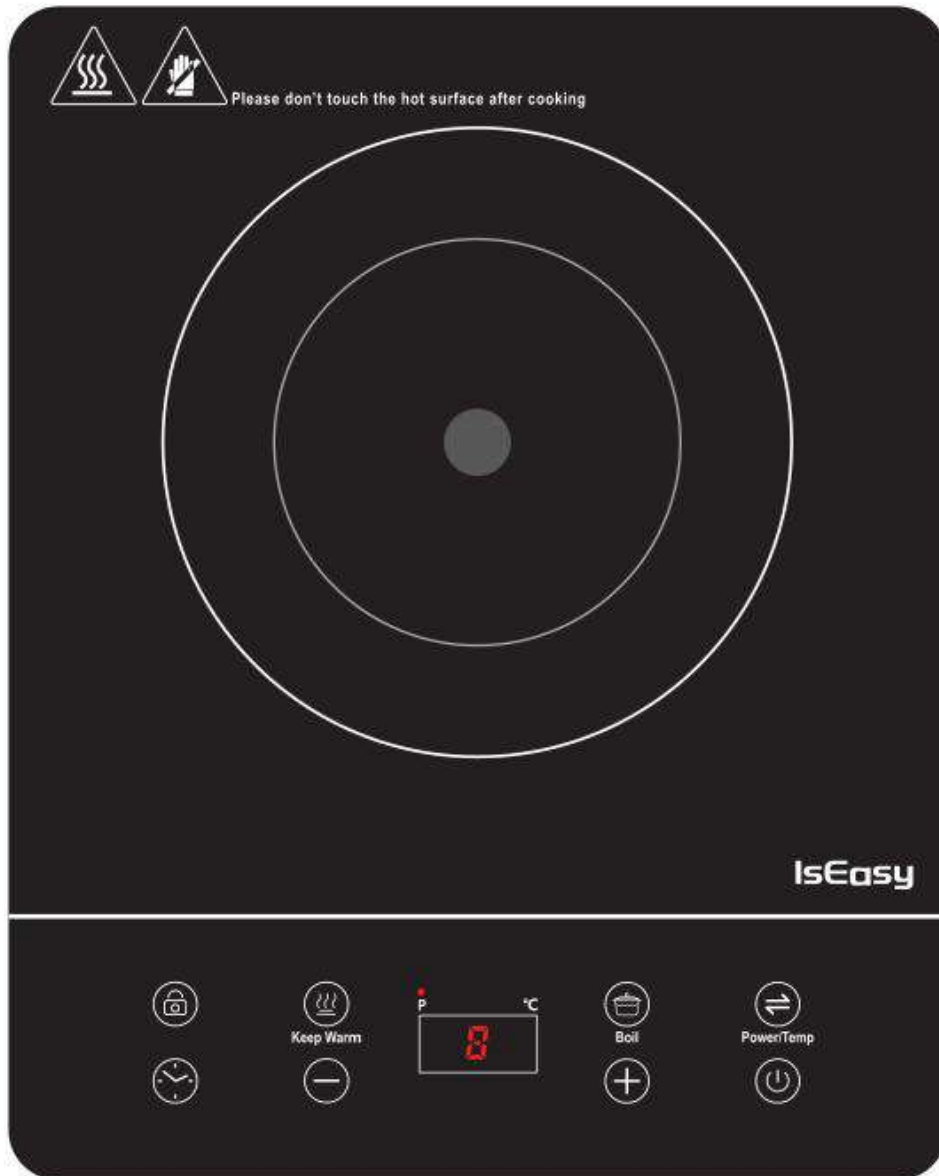 Please don't touch the hot surface after cooking
IsEasy
P °C
8
Keep Warm
Boil
Power/Temp